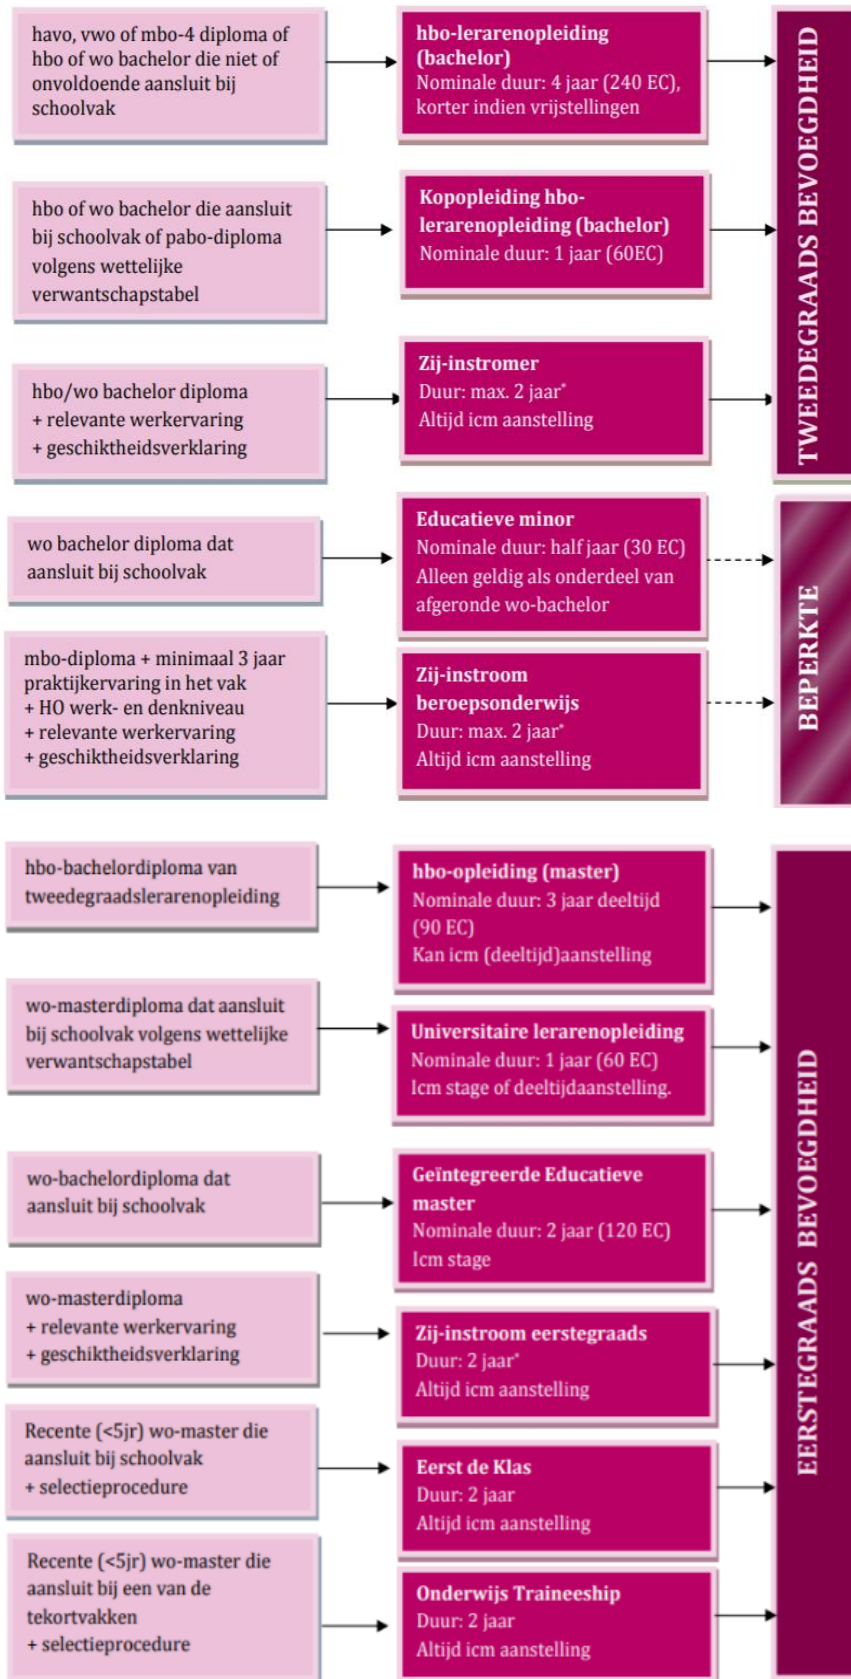 havo, vwo of mbo-4 diploma of
hbo of wo bachelor die niet of
onvoldoende aansluit bij
schoolvak
hbo-lerarenopleiding
(bachelor)
Nominale duur: 4 jaar (240 EC),
korter indien vrijstellingen
TWEEDEGRAADS BEVOEGDHEID
hbo of wo bachelor die aansluit
bij schoolvak of pabo-diploma
volgens wettelijke
verwantschapstabel
Kopopleiding hbo-
lerarenopleiding (bachelor)
Nominale duur: 1 jaar (60EC)
hbo/wo bachelor diploma
+ relevante werkervaring
+ geschiktheidsverklaring
Zij-instromer
Duur: max. 2 jaar*
Altijd icm aanstelling
wo bachelor diploma dat
aansluit bij schoolvak
Educatieve minor
Nominale duur: half jaar (30 EC)
Alleen geldig als onderdeel van
afgeronde wo-bachelor
BEPERKTE
mbo-diploma + minimaal 3 jaar
praktijkervaring in het vak
+ HO werk- en denkniveau
+ relevante werkervaring
+ geschiktheidsverklaring
Zij-instroom
beroepsonderwijs
Duur: max. 2 jaar*
Altijd icm aanstelling
hbo-bachelordiploma van
tweedegraadslerarenopleiding
hbo-opleiding (master)
Nominale duur: 3 jaar deeltijd
(90 EC)
Kan icm (deeltijd)aanstelling
EERSTEGRAADS BEVOEGDHEID
wo-masterdiploma dat aansluit
bij schoolvak volgens wettelijke
verwantschapstabel
Universitaire lerarenopleiding
Nominale duur: 1 jaar (60 EC)
Icm stage of deeltijdaanstelling.
wo-bachelordiploma dat
aansluit bij schoolvak
Geïntegreerde Educatieve
master
Nominale duur: 2 jaar (120 EC)
Icm stage
wo-masterdiploma
+ relevante werkervaring
+ geschiktheidsverklaring
Zij-instroom eerstegraads
Duur: 2 jaar*
Altijd icm aanstelling
Recente (<5jr) wo-master die
aansluit bij schoolvak
+ selectieprocedure
Eerst de Klas
Duur: 2 jaar
Altijd icm aanstelling
Recente (<5jr) wo-master die
aansluit bij een van de
tekortvakken
+ selectieprocedure
Onderwijs Traineeship
Duur: 2 jaar
Altijd icm aanstelling